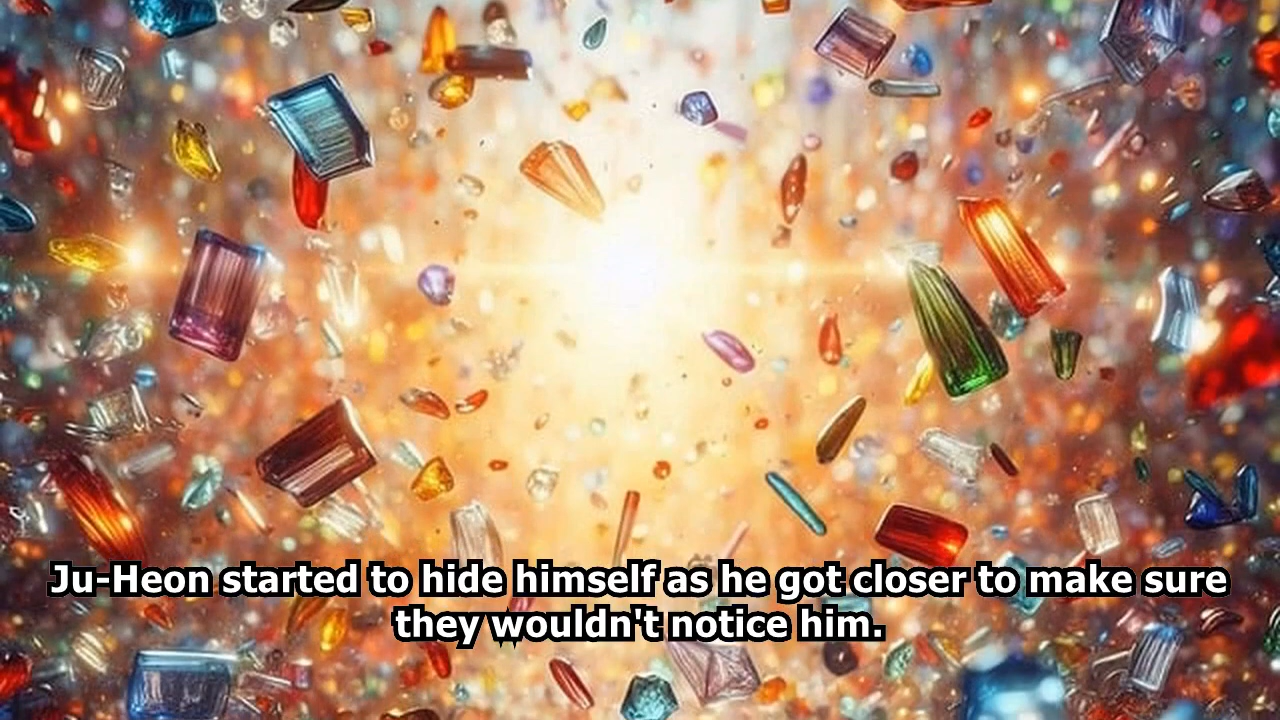 Ju-Heon started to hide himself as he got closer to make sure
they wouldn't notice him.